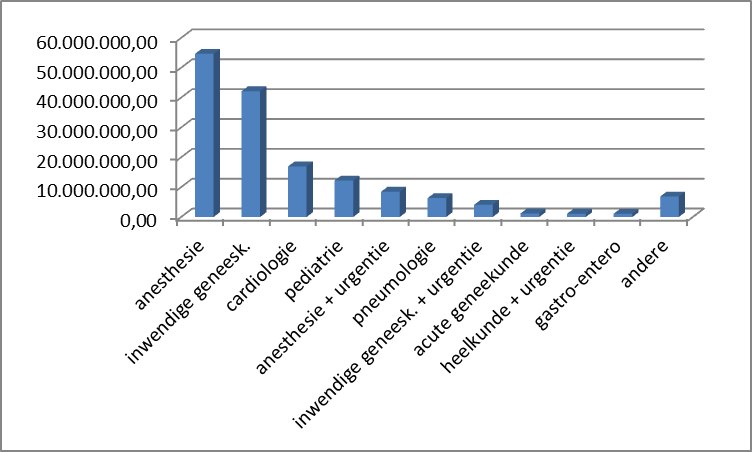 60.000.000,00
50.000.000,00
40.000.000,00
30.000.000,00
20.000.000,00
10.000.000,00
0,00
anesthesie
inwendige geneesk.
cardiologie
pediatrie
anesthesie + urgentie
pneumologie
inwendige geneesk. + urgentie
acute geneekunde
heelkunde + urgentie
gastro-entero
andere